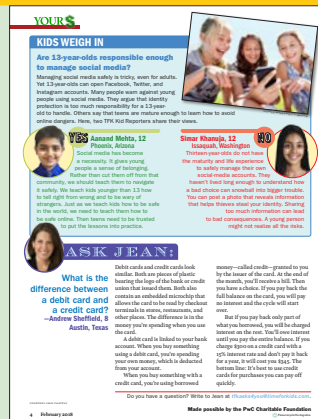 YOUR $
KIDS WEIGH IN
Are 13-year-olds responsible enough
to manage social media?
Managing social media safely is tricky, even for adults.
Yet 13-year-olds can open Facebook, Twitter, and
Instagram accounts. Many people warn against young
people using social media. They argue that identity
protection is too much responsibility for a 13-year-
old to handle. Others say that teens are mature enough to learn how to avoid
online dangers. Here, two TFK Kid Reporters share their views.
YES
Aanand Mehta, 12
Phoenix, Arizona
Social media has become
a necessity. It gives young
people a sense of belonging.
Rather than cut them off from that
community, we should teach them to navigate
it safely. We teach kids younger than 13 how
to tell right from wrong and to be wary of
strangers. Just as we teach kids how to be safe
in the world, we need to teach them how to
be safe online. Then teens need to be trusted
to put the lessons into practice.
NO
Simar Khanuja, 12
Issaquah, Washington
Thirteen-year-olds do not have
the maturity and life experience
to safely manage their own
social-media accounts. They
haven't lived long enough to understand how
a bad choice can snowball into bigger trouble.
You can post a photo that reveals information
that helps thieves steal your identity. Sharing
too much information can lead
to bad consequences. A young person
might not realize all the risks.
ASK JEAN:
What is the
difference between
a debit card and
a credit card?
—Andrew Sheffield, 8
Austin, Texas
Debit cards and credit cards look
similar. Both are pieces of plastic
bearing the logo of the bank or credit
union that issued them. Both also
contain an embedded microchip that
allows the card to be read by checkout
terminals in stores, restaurants, and
other places. The difference is in the
money you're spending when you use
the card.
A debit card is linked to your bank
account. When you buy something
using a debit card, you're spending
your own money, which is deducted
from your account.
When you buy something with a
credit card, you're using borrowed
money—called credit—granted to you
by the issuer of the card. At the end of
the month, you'll receive a bill. Then
you have a choice. If you pay back the
full balance on the card, you will pay
no interest and the cycle will start
over.
But if you pay back only part of
what you borrowed, you will be charged
interest on the rest. You'll owe interest
until you pay the entire balance. If you
charge $300 on a credit card with a
15% interest rate and don't pay it back
for a year, it will cost you $345. The
bottom line: It's best to use credit
cards for purchases you can pay off
quickly.
Do you have a question? Write to Jean at tfkasks4you@timeforkids.com.
4 February 2018
Made possible by the PwC Charitable Foundation